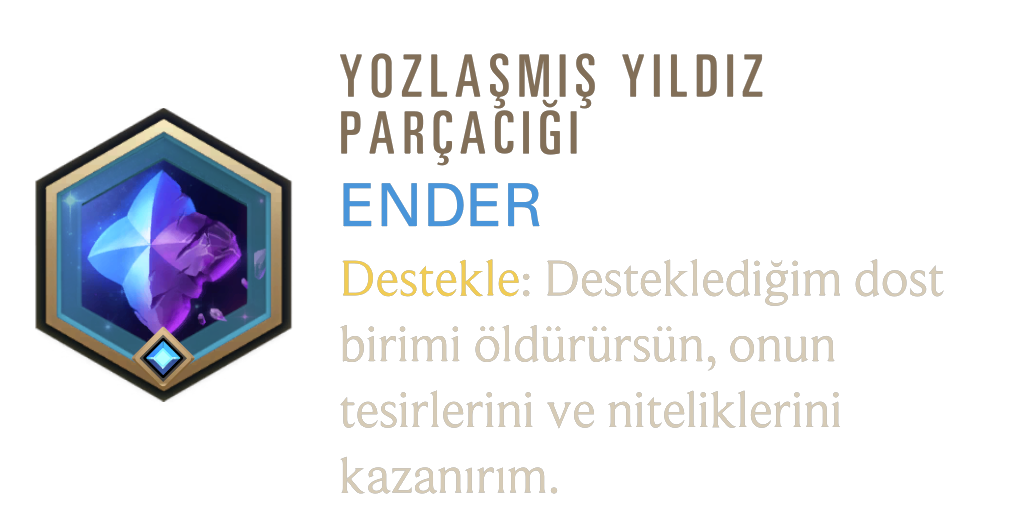 YOZLAŞMIŞ YILDIZ
PARÇACIĞI
ENDER
Destekle: Desteklediğim dost
birimi öldürürsün, onun
tesirlerini ve niteliklerini
kazanırım.